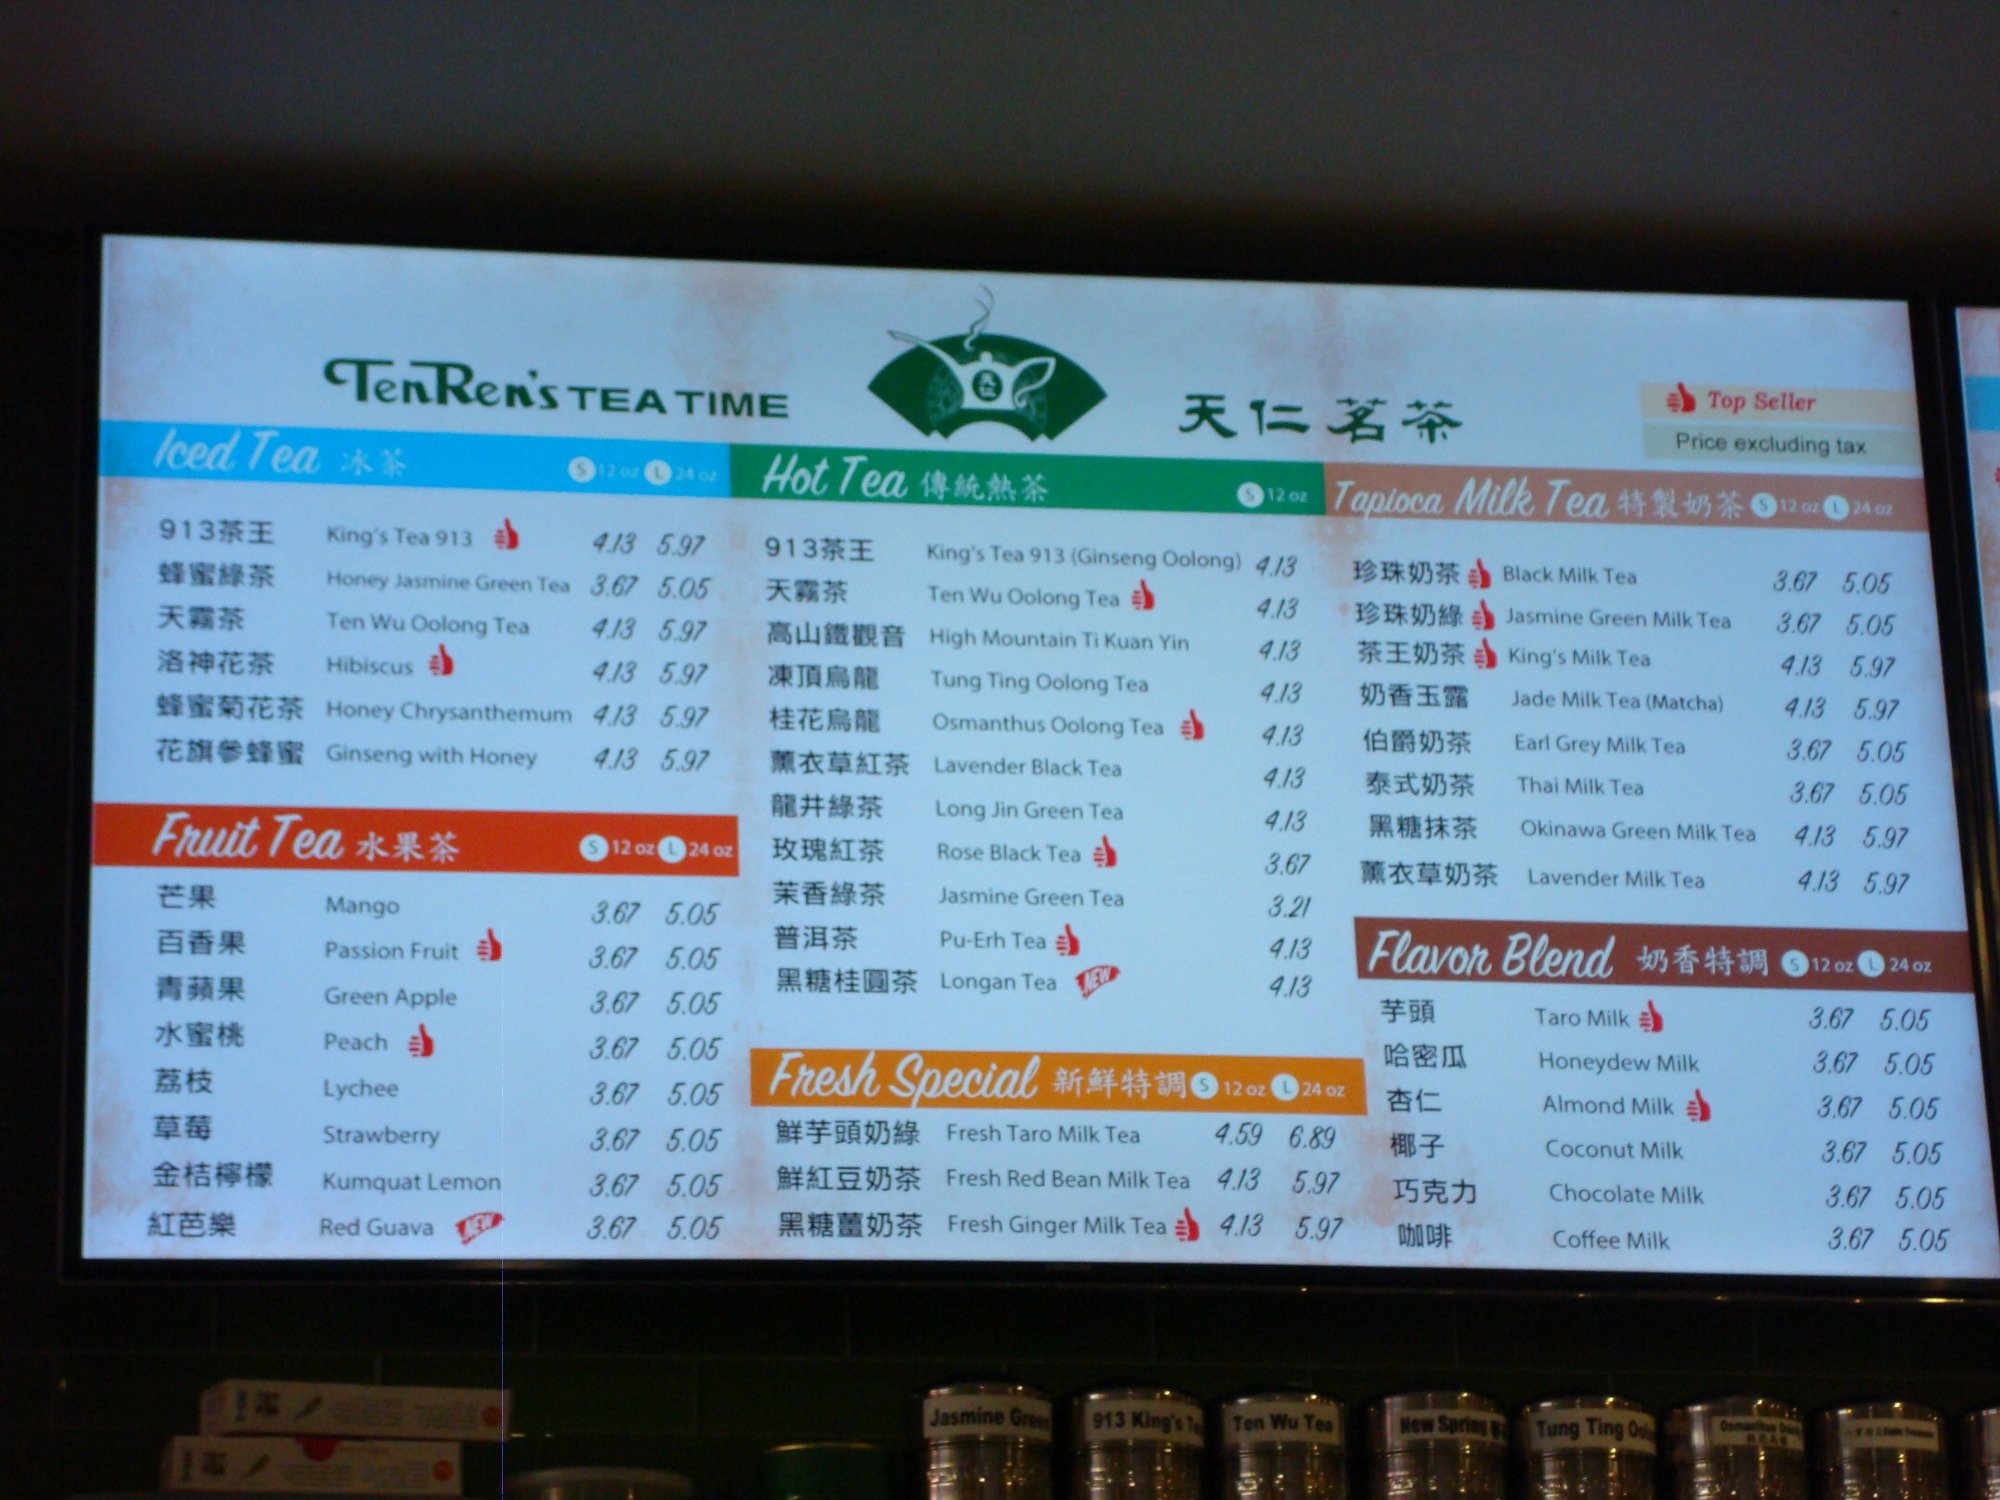 TenRen's TEA TIME
天仁茗茶
Top Seller
Price excluding tax
Iced Tea 冰茶 S 12 oz L 24 oz
913茶王 King's Tea 913 4.13 5.97
蜂蜜綠茶 Honey Jasmine Green Tea 3.67 5.05
天霧茶 Ten Wu Oolong Tea 4.13 5.97
洛神花茶 Hibiscus 4.13 5.97
蜂蜜菊花茶 Honey Chrysanthemum 4.13 5.97
花旗參蜂蜜 Ginseng with Honey 4.13 5.97
Fruit Tea 水果茶 S 12 oz L 24 oz
芒果 Mango 3.67 5.05
百香果 Passion Fruit 3.67 5.05
青蘋果 Green Apple 3.67 5.05
水蜜桃 Peach 3.67 5.05
荔枝 Lychee 3.67 5.05
草莓 Strawberry 3.67 5.05
金桔檸檬 Kumquat Lemon 3.67 5.05
紅芭樂 Red Guava NEW 3.67 5.05
Hot Tea 傳統熱茶 S 12 oz
913茶王 King's Tea 913 (Ginseng Oolong) 4.13
天霧茶 Ten Wu Oolong Tea 4.13
高山鐵觀音 High Mountain Ti Kuan Yin 4.13
凍頂烏龍 Tung Ting Oolong Tea 4.13
桂花烏龍 Osmanthus Oolong Tea 4.13
薰衣草紅茶 Lavender Black Tea 4.13
龍井綠茶 Long Jin Green Tea 4.13
玫瑰紅茶 Rose Black Tea 3.67
茉香綠茶 Jasmine Green Tea 3.21
普洱茶 Pu-Erh Tea 4.13
黑糖桂圓茶 Longan Tea NEW 4.13
Fresh Special 新鮮特調 S 12 oz L 24 oz
鮮芋頭奶綠 Fresh Taro Milk Tea 4.59 6.89
鮮紅豆奶茶 Fresh Red Bean Milk Tea 4.13 5.97
黑糖薑奶茶 Fresh Ginger Milk Tea 4.13 5.97
Tapioca Milk Tea 特製奶茶 S 12 oz L 24 oz
珍珠奶茶 Black Milk Tea 3.67 5.05
珍珠奶綠 Jasmine Green Milk Tea 3.67 5.05
茶王奶茶 King's Milk Tea 4.13 5.97
奶香玉露 Jade Milk Tea (Matcha) 4.13 5.97
伯爵奶茶 Earl Grey Milk Tea 3.67 5.05
泰式奶茶 Thai Milk Tea 3.67 5.05
黑糖抹茶 Okinawa Green Milk Tea 4.13 5.97
薰衣草奶茶 Lavender Milk Tea 4.13 5.97
Flavor Blend 奶香特調 S 12 oz L 24 oz
芋頭 Taro Milk 3.67 5.05
哈密瓜 Honeydew Milk 3.67 5.05
杏仁 Almond Milk 3.67 5.05
椰子 Coconut Milk 3.67 5.05
巧克力 Chocolate Milk 3.67 5.05
咖啡 Coffee Milk 3.67 5.05
Jasmine Green
913 King's Tea
Ten Wu Tea
New Spring
Tung Ting
Osmanthus